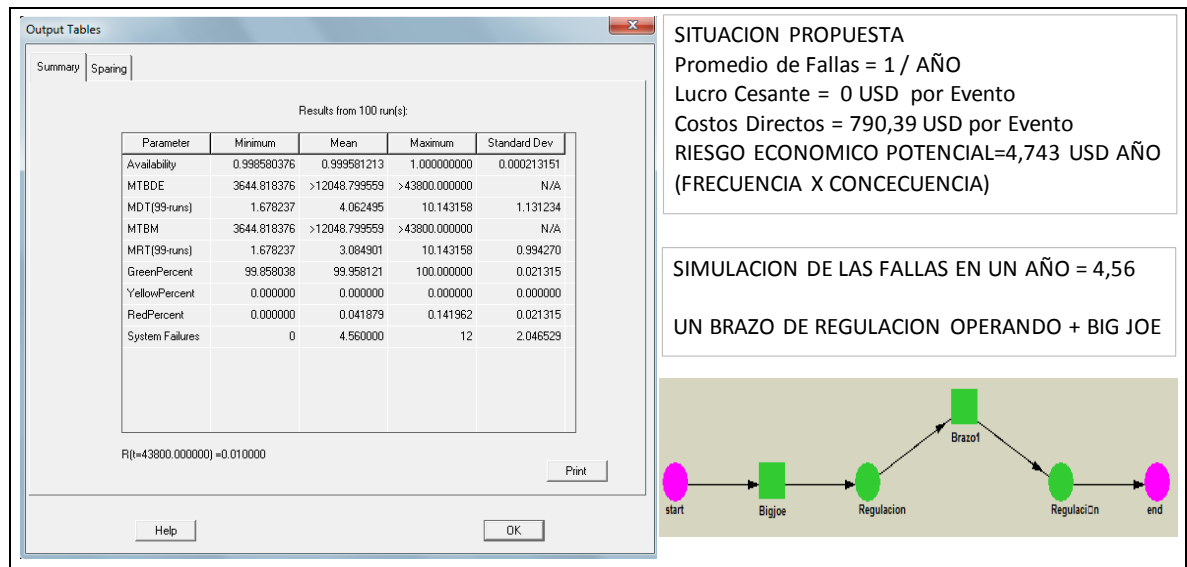 Output Tables
Summary Sparing
Results from 100 run(s):
Parameter Minimum Mean Maximum Standard Dev
Availability 0.998580376 0.999581213 1.000000000 0.000213151
MTBDE 3644.818376 >12048.799559 >43800.000000 N/A
MDT(99-runs) 1.678237 4.062495 10.143158 1.131234
MTBM 3644.818376 >12048.799559 >43800.000000 N/A
MRT(99-runs) 1.678237 3.084901 10.143158 0.994270
GreenPercent 99.858038 99.958121 100.000000 0.021315
YellowPercent 0.000000 0.000000 0.000000 0.000000
RedPercent 0.000000 0.041879 0.141962 0.021315
System Failures 0 4.560000 12 2.046529
R(t=43800.000000) =0.010000
Print
Help OK
SITUACION PROPUESTA
Promedio de Fallas = 1 / AÑO
Lucro Cesante = 0 USD por Evento
Costos Directos = 790,39 USD por Evento
RIESGO ECONOMICO POTENCIAL=4,743 USD AÑO
(FRECUENCIA X CONCECUENCIA)
SIMULACION DE LAS FALLAS EN UN AÑO = 4,56
UN BRAZO DE REGULACION OPERANDO + BIG JOE
Brazo1
start Bigjoe Regulacion Regulaci□n end